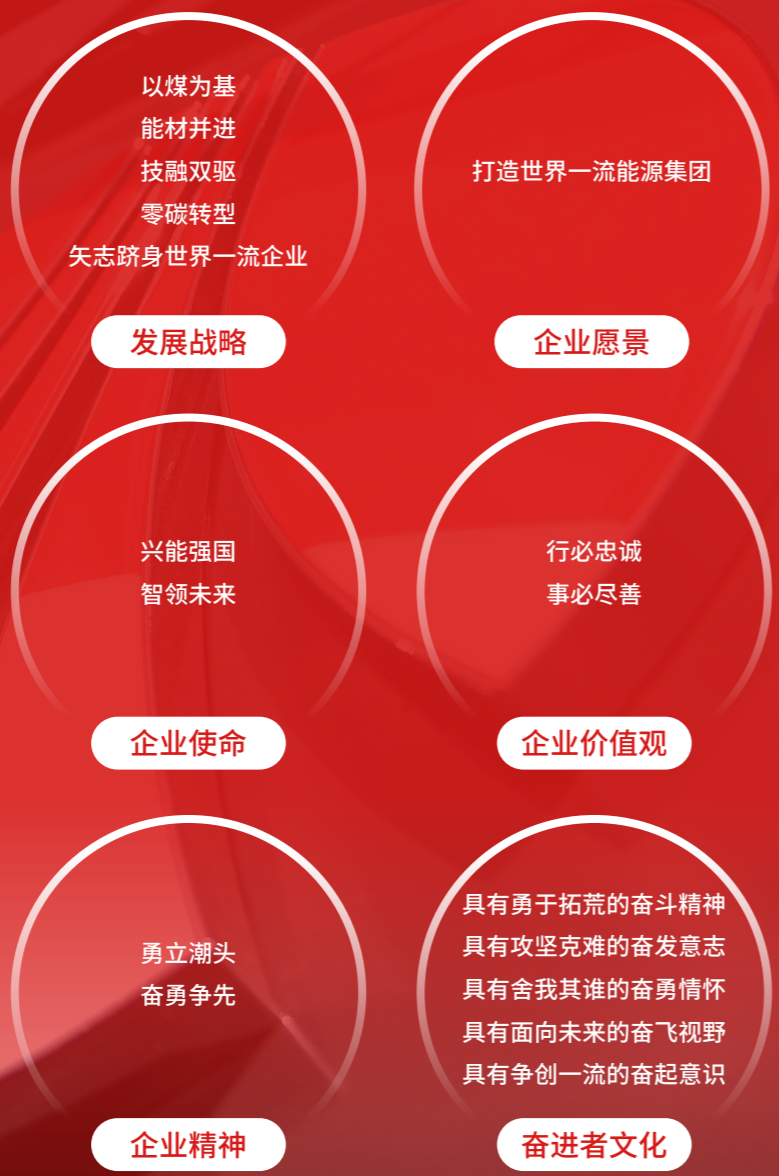 以煤为基
能材并进
技融双驱
零碳转型
矢志跻身世界一流企业
发展战略
打造世界一流能源集团
企业愿景
兴能强国
智领未来
企业使命
行必忠诚
事必尽善
企业价值观
勇立潮头
奋勇争先
企业精神
具有勇于拓荒的奋斗精神
具有攻坚克难的奋发意志
具有舍我其谁的奋勇情怀
具有面向未来的奋飞视野
具有争创一流的奋起意识
奋进者文化